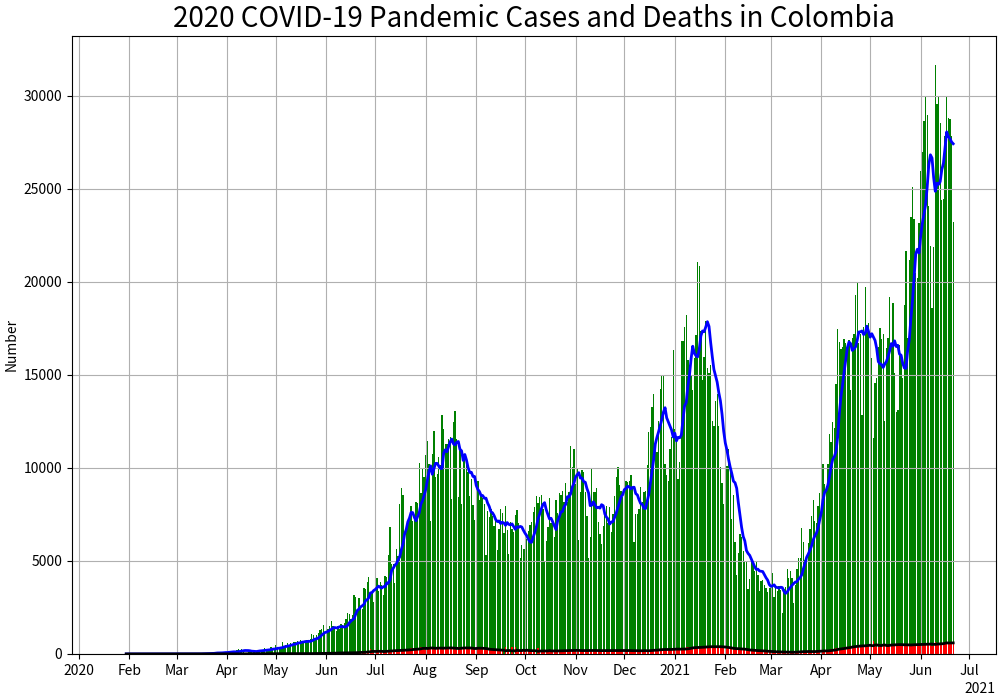 2020 COVID-19 Pandemic Cases and Deaths in Colombia
Number
30000
25000
20000
15000
10000
5000
0
2020 Feb Mar Apr May Jun Jul Aug Sep Oct Nov Dec 2021 Feb Mar Apr May Jun Jul
2021